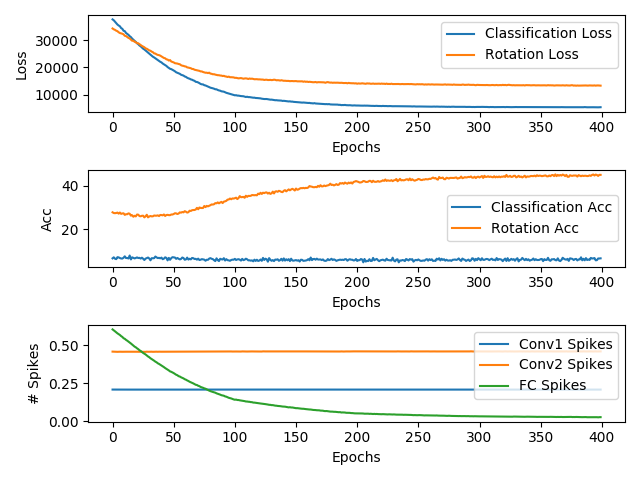 30000
20000
10000
Loss
Classification Loss
Rotation Loss
0 50 100 150 200 250 300 350 400
Epochs
40
20
Acc
Classification Acc
Rotation Acc
0 50 100 150 200 250 300 350 400
Epochs
0.50
0.25
0.00
# Spikes
Conv1 Spikes
Conv2 Spikes
FC Spikes
0 50 100 150 200 250 300 350 400
Epochs